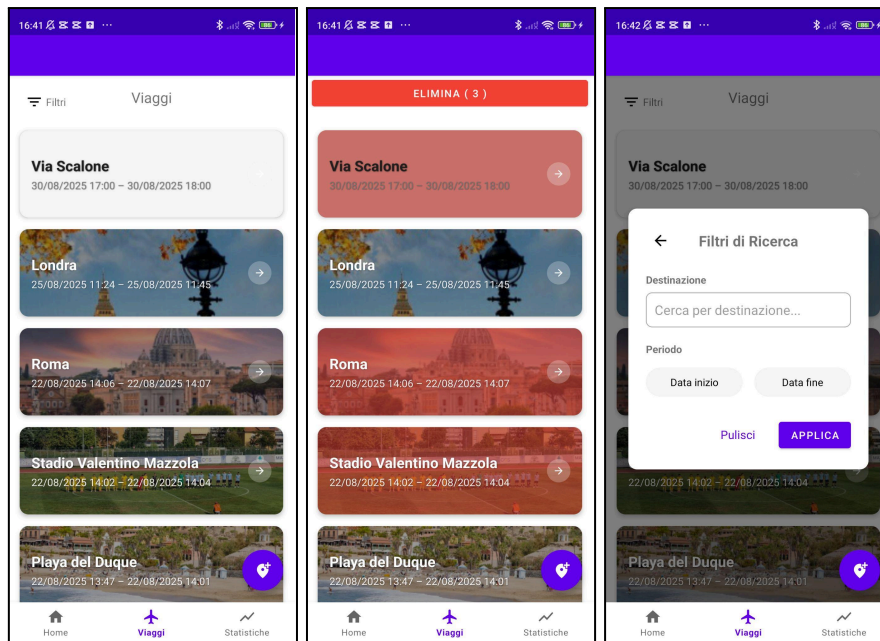 16:41
Filtri
Viaggi
Via Scalone
30/08/2025 17:00 – 30/08/2025 18:00
Londra
25/08/2025 11:24 – 25/08/2025 11:45
Roma
22/08/2025 14:06 – 22/08/2025 14:07
Stadio Valentino Mazzola
22/08/2025 14:02 – 22/08/2025 14:04
Playa del Duque
22/08/2025 13:47 – 22/08/2025 14:01
Home
Viaggi
Statistiche
16:41
ELIMINA ( 3 )
Via Scalone
30/08/2025 17:00 – 30/08/2025 18:00
Londra
25/08/2025 11:24 – 25/08/2025 11:45
Roma
22/08/2025 14:06 – 22/08/2025 14:07
Stadio Valentino Mazzola
22/08/2025 14:02 – 22/08/2025 14:04
Playa del Duque
22/08/2025 13:47 – 22/08/2025 14:01
Home
Viaggi
Statistiche
16:42
Filtri
Viaggi
Via Scalone
30/08/2025 17:00 – 30/08/2025 18:00
Filtri di Ricerca
Destinazione
Cerca per destinazione...
Periodo
Data inizio
Data fine
Pulisci
APPLICA
22/08/2025 14:02 – 22/08/2025 14:04
Playa del Duque
22/08/2025 13:47 – 22/08/2025 14:01
Home
Viaggi
Statistiche